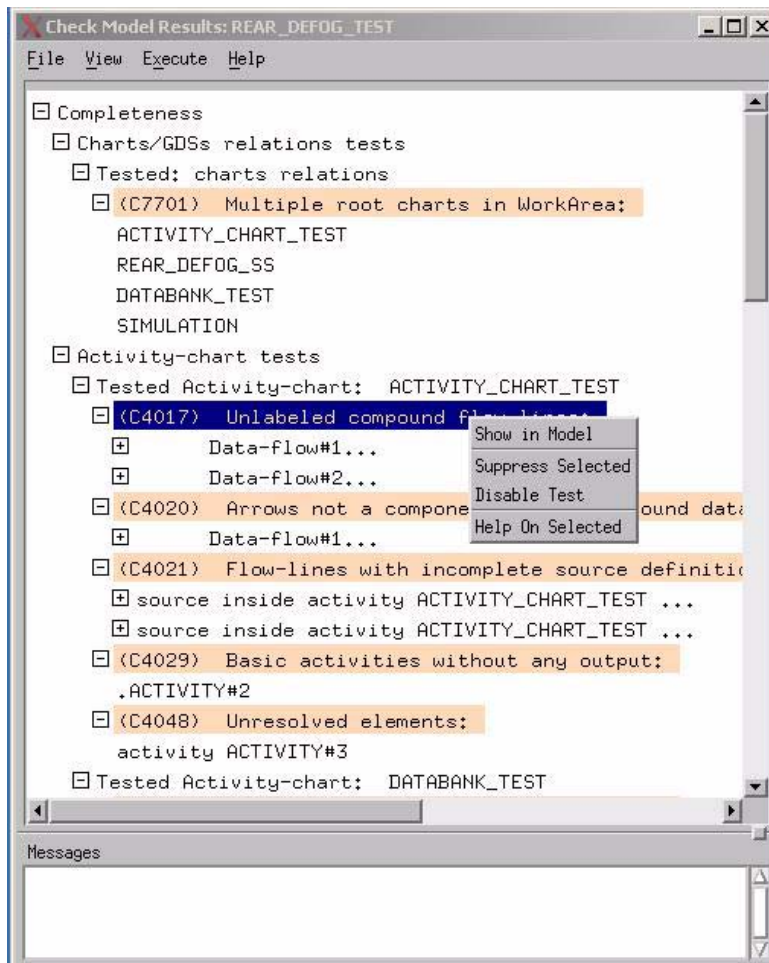 Check Model Results: REAR_DEFOG_TEST
File View Execute Help
Completeness
Charts/GDSs relations tests
Tested: charts relations
(C7701) Multiple root charts in WorkArea:
ACTIVITY_CHART_TEST
REAR_DEFOG_SS
DATABANK_TEST
SIMULATION
Activity-chart tests
Tested Activity-chart: ACTIVITY_CHART_TEST
(C4017) Unlabeled compound
Show in Model
Data-flow#1...
Suppress Selected
Data-flow#2...
Disable Test
(C4020) Arrows not a ound
Help On Selected
Data-flow#1...
(C4021) Flow-lines with incomplete source
source inside activity ACTIVITY_CHART_TEST ...
source inside activity ACTIVITY_CHART_TEST ...
(C4029) Basic activities without any output:
.ACTIVITY#2
(C4048) Unresolved elements:
activity ACTIVITY#3
Tested Activity-chart: DATABANK_TEST
Messages